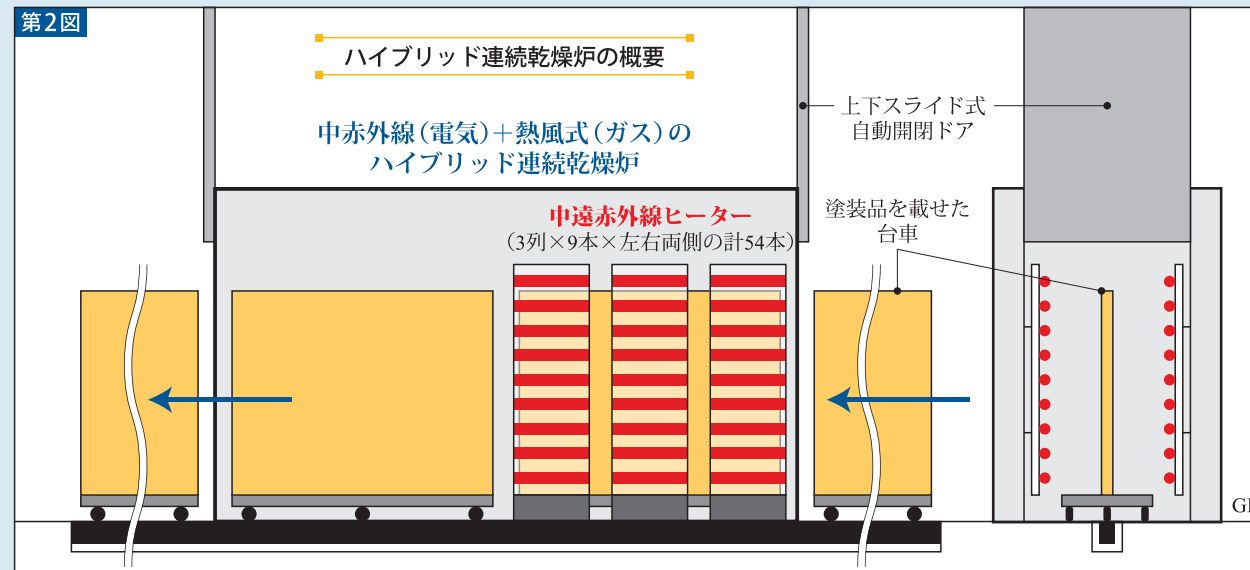 第2図
ハイブリッド連続乾燥炉の概要
中赤外線（電気）＋熱風式（ガス）の
ハイブリッド連続乾燥炉
上下スライド式
自動開閉ドア
中遠赤外線ヒーター
（3列×9本×左右両側の計54本）
塗装品を載せた
台車